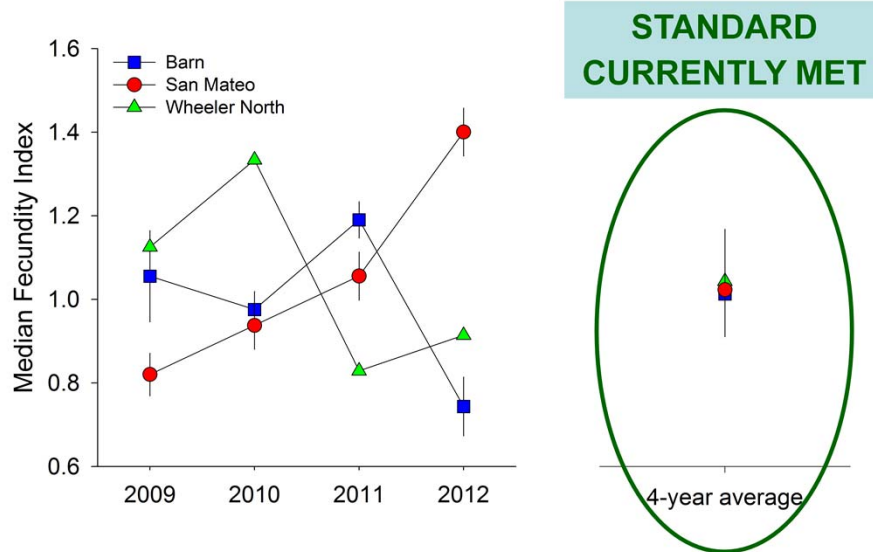 STANDARD
CURRENTLY MET
Barn
San Mateo
Wheeler North
Median Fecundity Index
1.6
1.4
1.2
1.0
0.8
0.6
2009 2010 2011 2012
4-year average